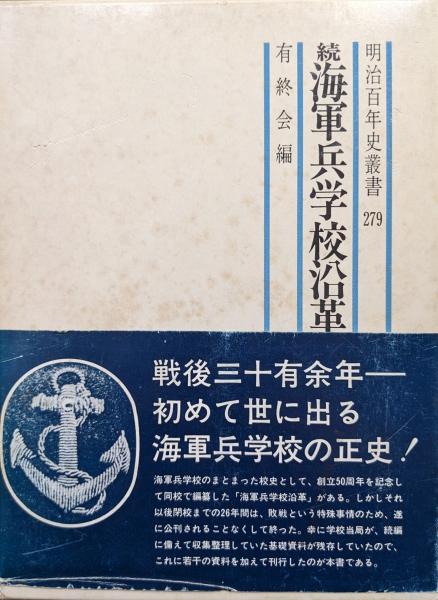 明治百年史叢書 279
続 海軍兵学校沿革
有終会編
戦後三十有余年―
初めて世に出る
海軍兵学校の正史!
海軍兵学校のまとまった校史として、創立50周年を記念し
て同校で編纂した「海軍兵学校沿革」がある。しかしそれ
以後閉校までの26年間は、敗戦という特殊事情のため、遂
に公刊されることなくして終った。幸に学校当局が、続編
に備えて収集整理していた基礎資料が残存していたので、
これに若干の資料を加えて刊行したのが本書である。